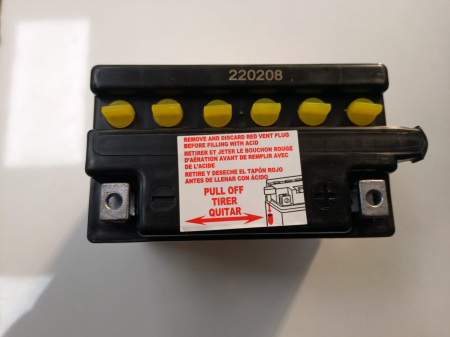 220208
REMOVE AND DISCARD RED VENT PLUG
BEFORE FILLING WITH ACID
RETIRER ET JETER LE BOUCHON ROUGE
D'AÉRATION AVANT DE REMPLIR AVEC
DE L'ACIDE
RETIRE Y DESECHE EL TAPÓN ROJO
ANTES DE LLENAR CON ÁCIDO
PULL OFF
TIRER
QUITAR